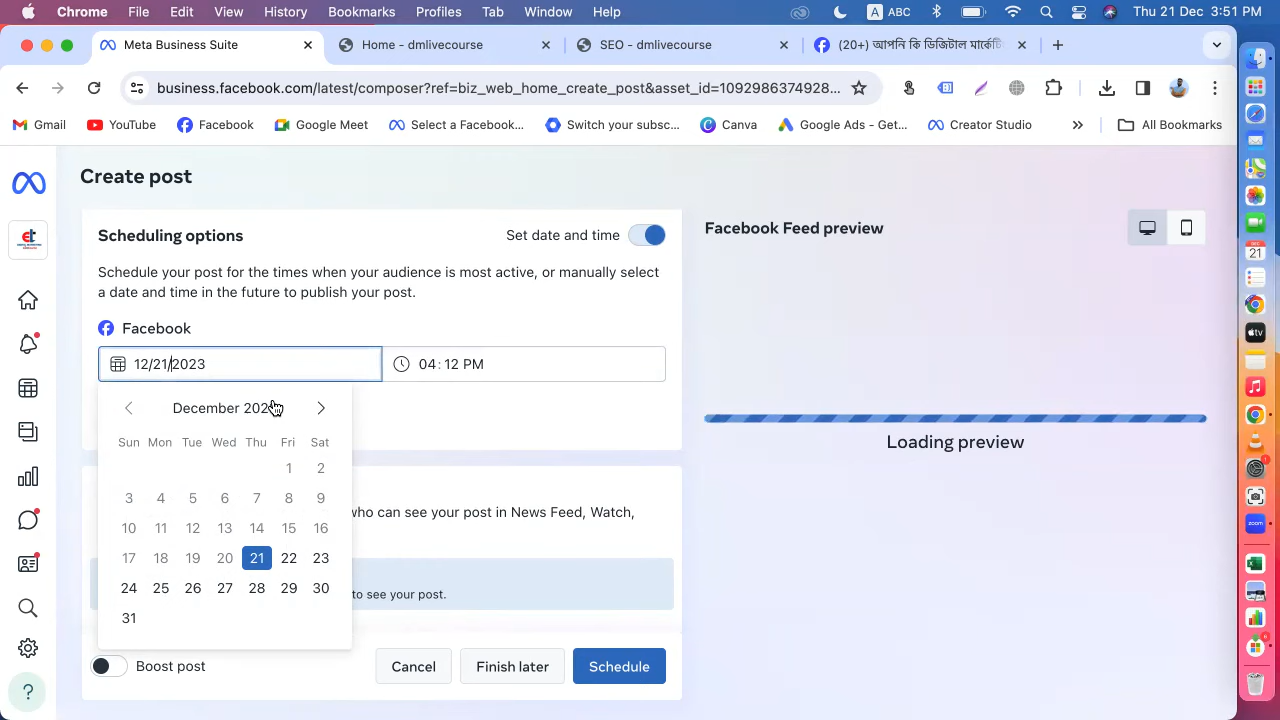 Chrome File Edit View History Bookmarks Profiles Tab Window Help A ABC Thu 21 Dec 3:51 PM
Meta Business Suite Home - dmlivecourse SEO - dmlivecourse (20+) আপনি কি ডিজিটাল মার্কেটিং
business.facebook.com/latest/composer?ref=biz_web_home_create_post&asset_id=1092986374928...
Gmail YouTube Facebook Google Meet Select a Facebook... Switch your subsc... Canva Google Ads - Get... Creator Studio » All Bookmarks
Create post
Scheduling options Set date and time
Schedule your post for the times when your audience is most active, or manually select
a date and time in the future to publish your post.
Facebook
12/21/2023 04: 12 PM
December 202
Sun Mon Tue Wed Thu Fri Sat
1 2
3 4 5 6 7 8 9
10 11 12 13 14 15 16
17 18 19 20 21 22 23
24 25 26 27 28 29 30
31
who can see your post in News Feed, Watch,
to see your post.
Boost post Cancel Finish later Schedule
Facebook Feed preview
Loading preview
?
tv
zoom